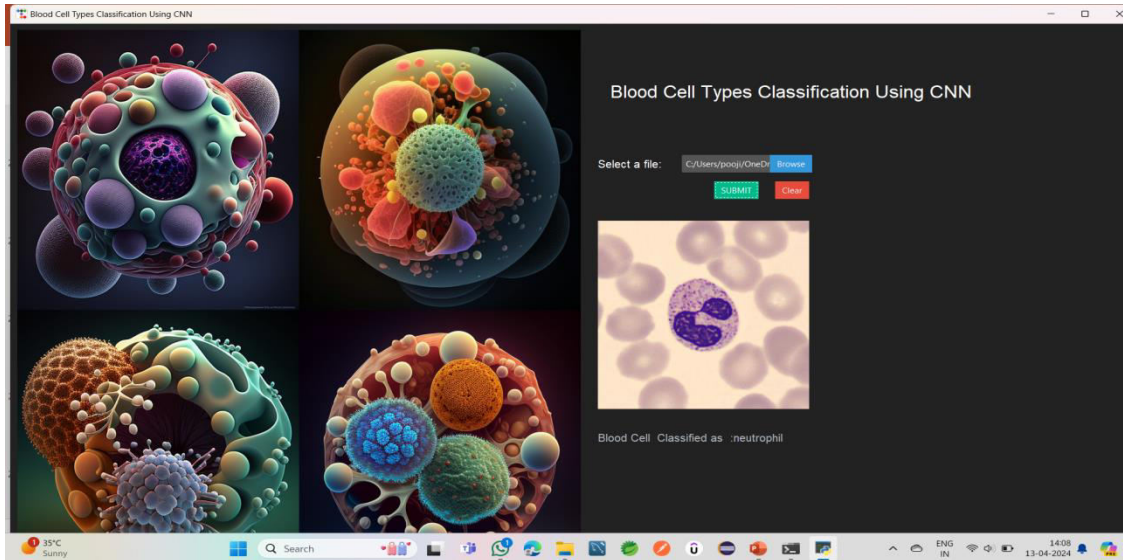 Blood Cell Types Classification Using CNN
Blood Cell Types Classification Using CNN
Select a file:
C:/Users/pooji/OneDr
Browse
SUBMIT
Clear
Blood Cell Classified as :neutrophil
1
35°C
Sunny
Search
ENG
IN
14:08
13-04-2024